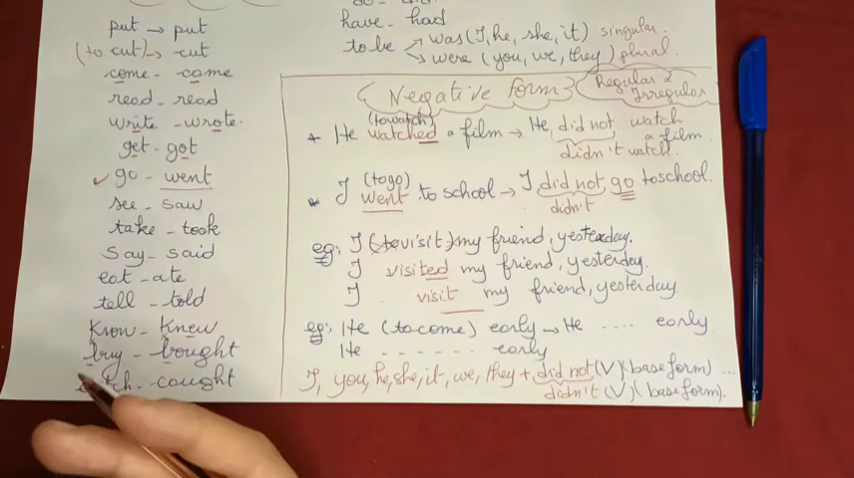 put → put
(to cut) → cut
come - came
read - read
write - wrote.
get - got
✓ go - went
see - saw
take - took
say - said
eat - ate
tell - told
Know - Knew
buy - bought
- caught
have - had
to be
was (I, he, she, it) singular.
were (you, we, they) plural.
Negative form
Regular &
Irregular
(to watch)
* He watched a film → He, did not watch
a film.
didn't watch.
(to go)
* I went to school → I did not go to school.
didn't
eg: I (to visit) my friend, yesterday.
I visited my friend, yesterday.
I visit my friend, yesterday
eg: He (to come) early → He .... early.
He ------ early
I, you, he, she, it, we, they + did not (V)(base form) ...
didn't (V)(base form).